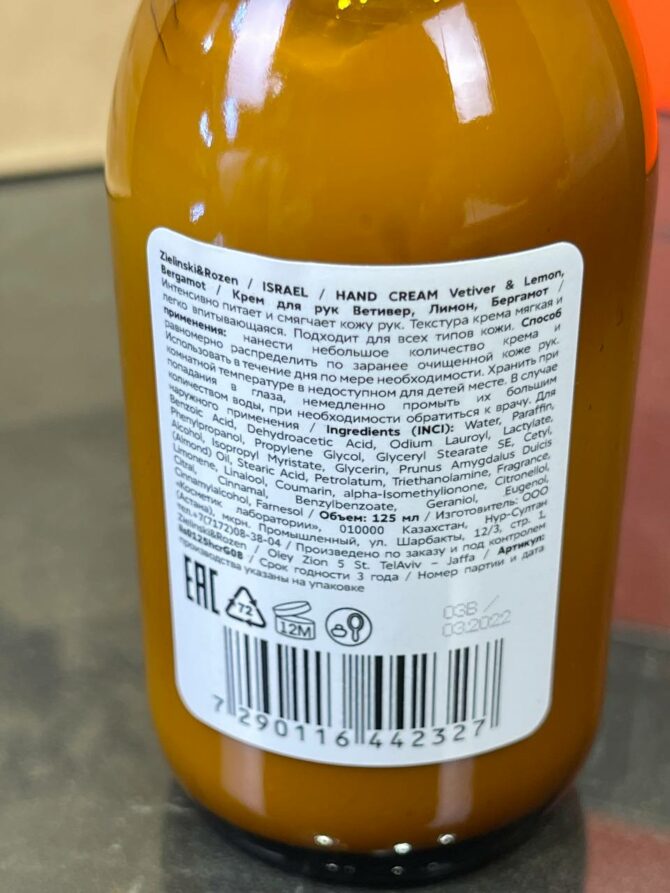 Zielinski&Rozen / ISRAEL / HAND CREAM Vetiver & Lemon,
Bergamot / Крем для рук Ветивер, Лимон, Бергамот /
Интенсивно питает и смягчает кожу рук. Текстура крема мягкая и
легко впитывающаяся. Подходит для всех типов кожи. Способ
применения: нанести небольшое количество крема и
равномерно распределить по заранее очищенной коже рук.
Использовать в течение дня по мере необходимости. Хранить при
комнатной температуре в недоступном для детей месте. В случае
попадания в глаза, немедленно промыть их большим
количеством воды, при необходимости обратиться к врачу. Для
наружного применения / Ingredients (INCI): Water, Paraffin,
Benzoic Acid, Dehydroacetic Acid, Odium Lauroyl, Lactylate,
Phenylpropanol, Propylene Glycol, Glyceryl Stearate SE, Cetyl,
Alcohol, Isopropyl Myristate, Glycerin, Prunus Amygdalus Dulcis
(Almond) Oil, Stearic Acid, Petrolatum, Triethanolamine, Fragrance,
Limonene, Linalool, Coumarin, alpha-Isomethylionone, Citronellol,
Citral, Cinnamal, Benzylbenzoate, Geraniol, Eugenol,
Cinnamylalcohol, Farnesol / Объем: 125 мл / Изготовитель: ООО
«Косметик лаборатории», 010000 Казахстан, Нур-Султан
(Астана), мкрн. Промышленный, ул. Шарбакты, 12/3, стр. 1,
тел.+7(7172)08-38-04 / Произведено по заказу и под контролем
Zielinski&Rozen / Oley Zion 5 St. TelAviv – Jaffa / Артикул:
is0125hcrG08 / Срок годности 3 года / Номер партии и дата
производства указаны на упаковке
EAC 72 12M
03B /
03.2022
7 290116 442327